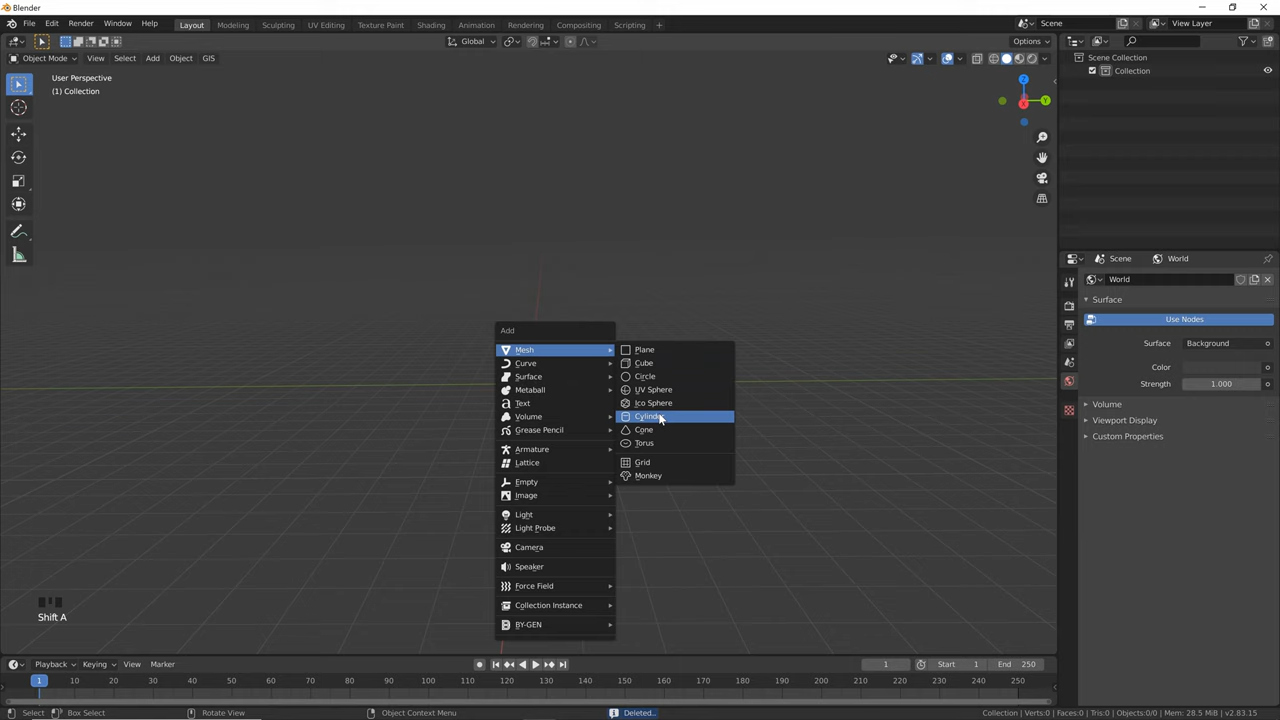 Blender
File Edit Render Window Help Layout Modeling Sculpting UV Editing Texture Paint Shading Animation Rendering Compositing Scripting + Scene View Layer
Global Options
Object Mode View Select Add Object GIS
User Perspective
(1) Collection
Z
Y
X
Scene Collection
Collection
Scene World
World
Surface
Use Nodes
Surface Background
Color
Strength 1.000
Volume
Viewport Display
Custom Properties
Add
Mesh
Curve
Surface
Metaball
Text
Volume
Grease Pencil
Armature
Lattice
Empty
Image
Light
Light Probe
Camera
Speaker
Force Field
Collection Instance
BY-GEN
Plane
Cube
Circle
UV Sphere
Ico Sphere
Cylinder
Cone
Torus
Grid
Monkey
Shift A
Playback Keying View Marker 1 Start 1 End 250
1 10 20 30 40 50 60 70 80 90 100 110 120 130 140 150 160 170 180 190 200 210 220 230 240 250
Select Box Select Rotate View Object Context Menu Deleted.. Collection | Verts:0 | Faces:0 | Tris:0 | Objects:0/0 | Mem: 28.5 MiB | v2.83.15